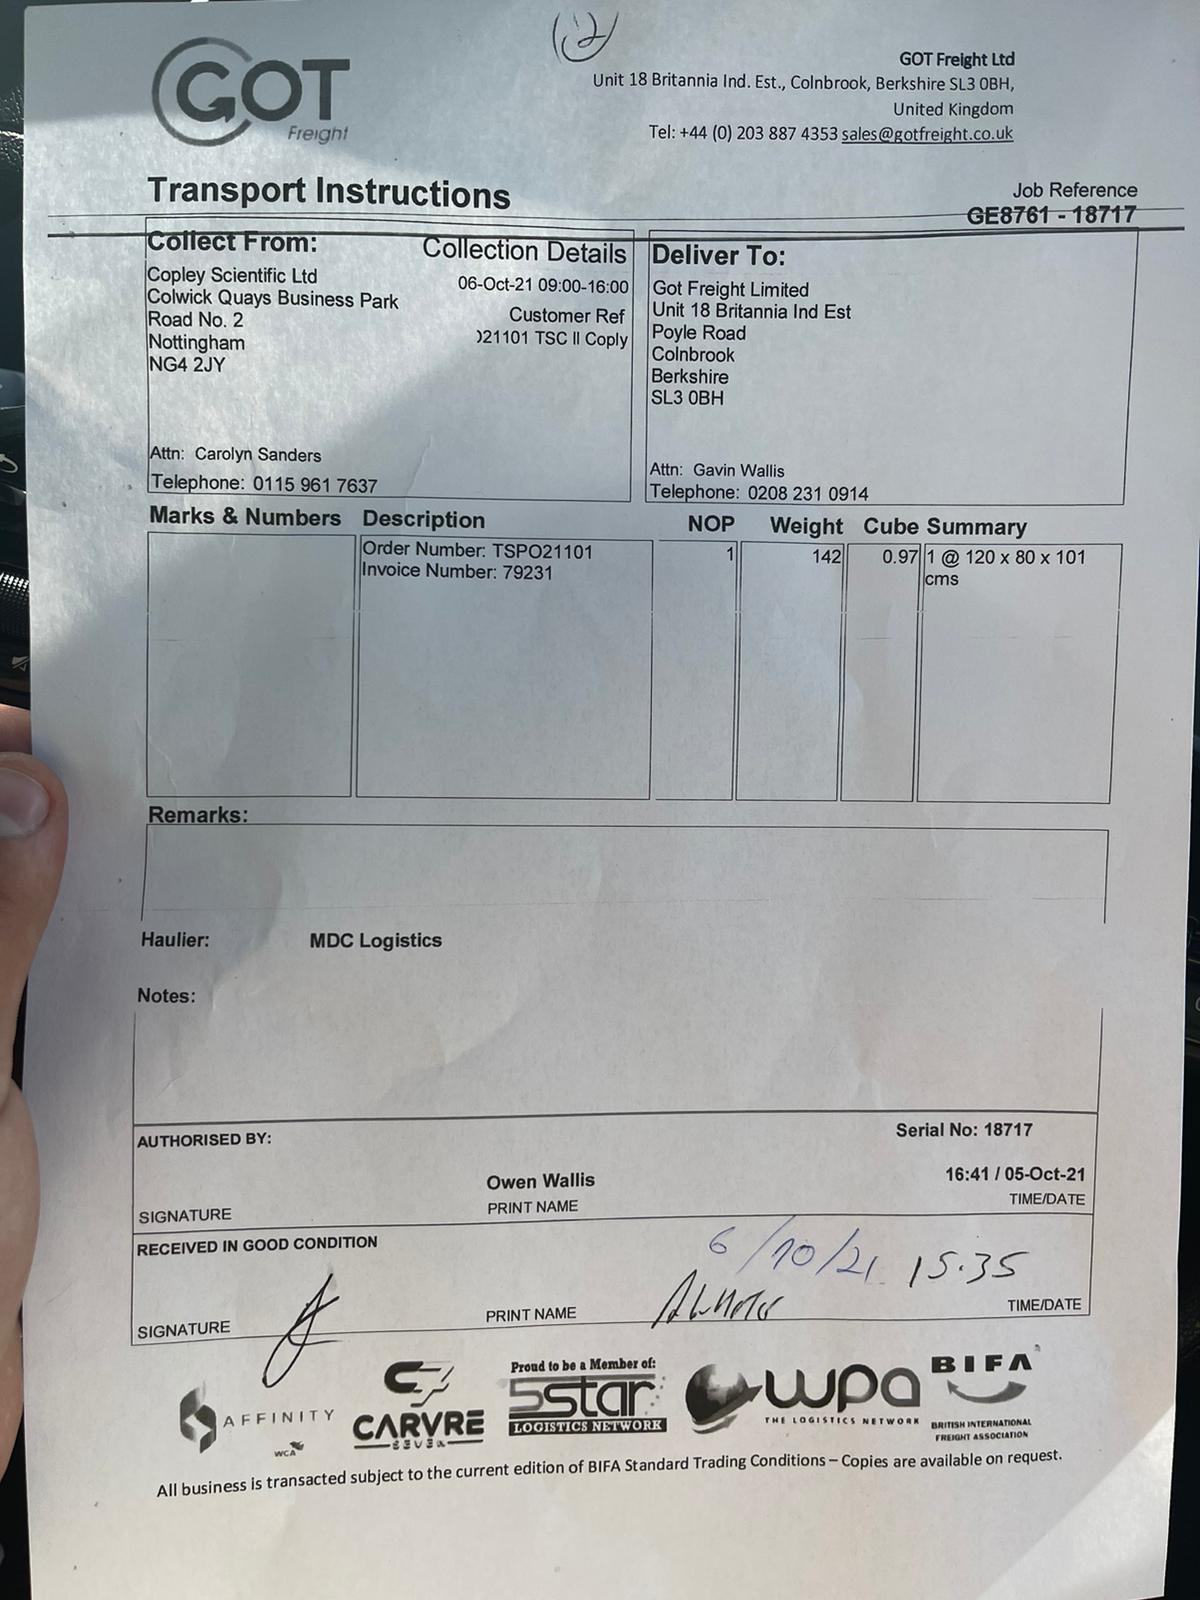 2
GOT
Freight
GOT Freight Ltd
Unit 18 Britannia Ind. Est., Colnbrook, Berkshire SL3 0BH,
United Kingdom
Tel: +44 (0) 203 887 4353 sales@gotfreight.co.uk
Transport Instructions
Job Reference
GE8761 - 18717
Collect From:
Copley Scientific Ltd
Colwick Quays Business Park
Road No. 2
Nottingham
NG4 2JY
Attn: Carolyn Sanders
Telephone: 0115 961 7637
Collection Details
06-Oct-21 09:00-16:00
Customer Ref
21101 TSC II Coply
Deliver To:
Got Freight Limited
Unit 18 Britannia Ind Est
Poyle Road
Colnbrook
Berkshire
SL3 0BH
Attn: Gavin Wallis
Telephone: 0208 231 0914
Marks & Numbers Description NOP Weight Cube Summary
Order Number: TSPO21101 1 142 0.97 1 @ 120 x 80 x 101
Invoice Number: 79231 cms
Remarks:
Haulier: MDC Logistics
Notes:
AUTHORISED BY: Serial No: 18717
Owen Wallis 16:41 / 05-Oct-21
SIGNATURE PRINT NAME TIME/DATE
RECEIVED IN GOOD CONDITION
6/10/21 15.35
SIGNATURE PRINT NAME TIME/DATE
AFFINITY
WCA
CARVRE
SEVEN
Proud to be a Member of:
5star
LOGISTICS NETWORK
wpa
THE LOGISTICS NETWORK
BIFA
BRITISH INTERNATIONAL
FREIGHT ASSOCIATION
All business is transacted subject to the current edition of BIFA Standard Trading Conditions – Copies are available on request.